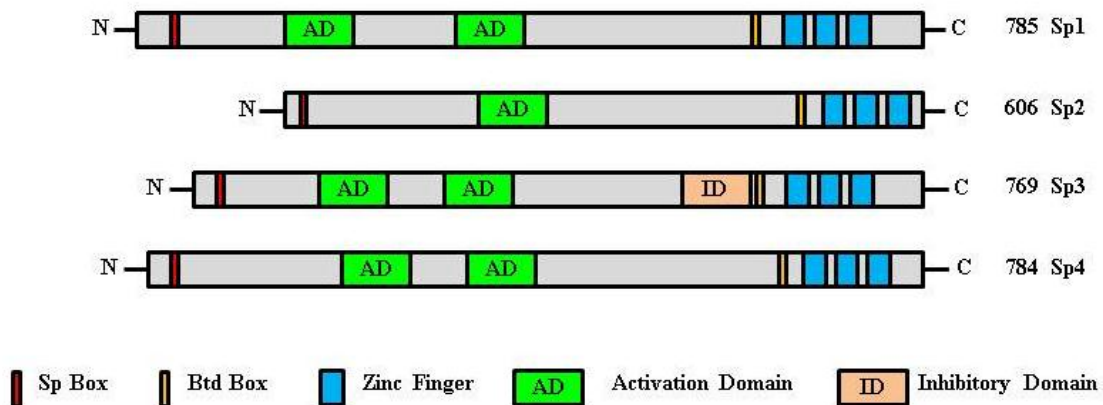 N AD AD C 785 Sp1
N AD C 606 Sp2
N AD AD ID C 769 Sp3
N AD AD C 784 Sp4
Sp Box Btd Box Zinc Finger AD Activation Domain ID Inhibitory Domain